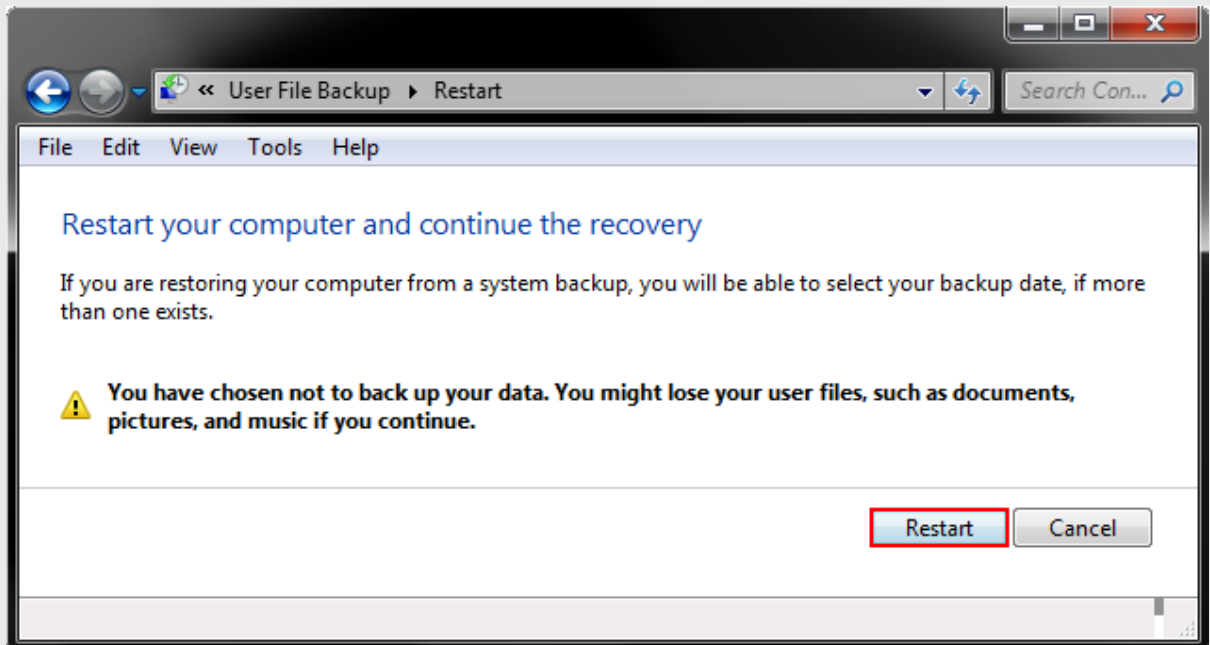 « User File Backup ▸ Restart Search Con...
File Edit View Tools Help
Restart your computer and continue the recovery
If you are restoring your computer from a system backup, you will be able to select your backup date, if more
than one exists.
You have chosen not to back up your data. You might lose your user files, such as documents,
pictures, and music if you continue.
Restart Cancel